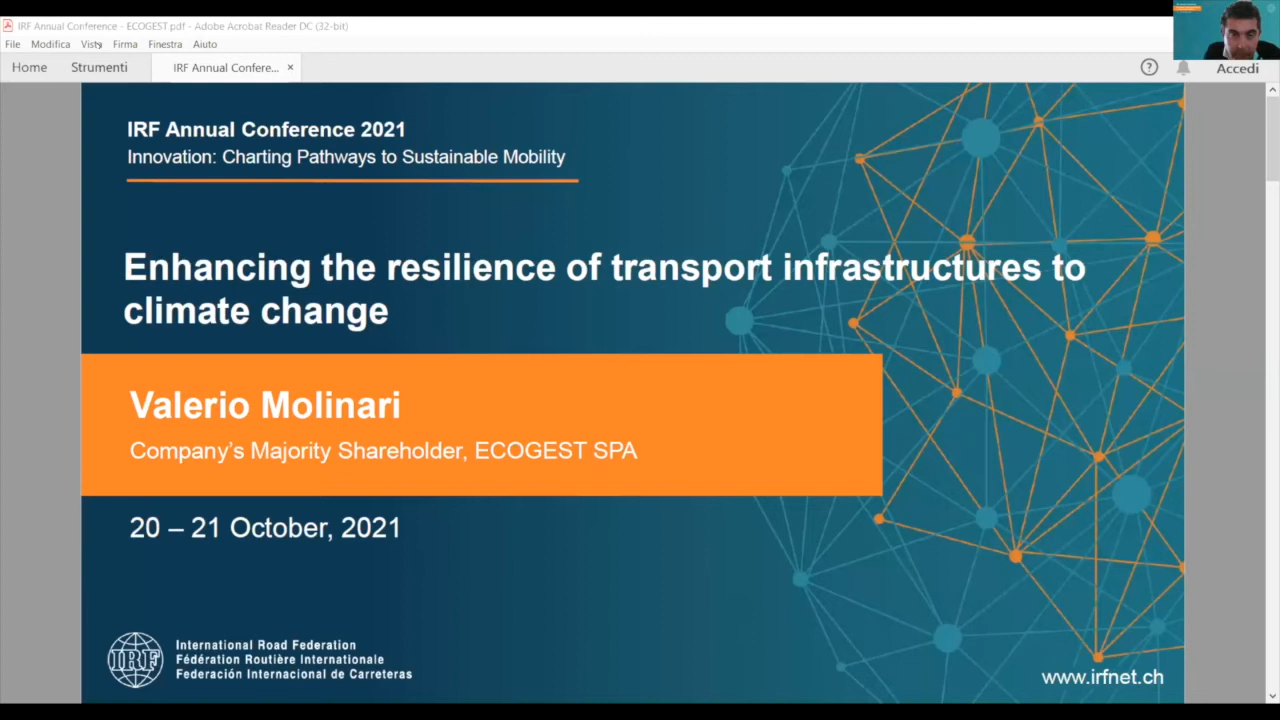 IRF Annual Conference - ECOGEST.pdf - Adobe Acrobat Reader DC (32-bit)
File Modifica Vista Firma Finestra Aiuto
Home Strumenti IRF Annual Confere... × Accedi
IRF Annual Conference 2021
Innovation: Charting Pathways to Sustainable Mobility
Enhancing the resilience of transport infrastructures to
climate change
Valerio Molinari
Company's Majority Shareholder, ECOGEST SPA
20 – 21 October, 2021
IRF
International Road Federation
Fédération Routière Internationale
Federación Internacional de Carreteras
www.irfnet.ch